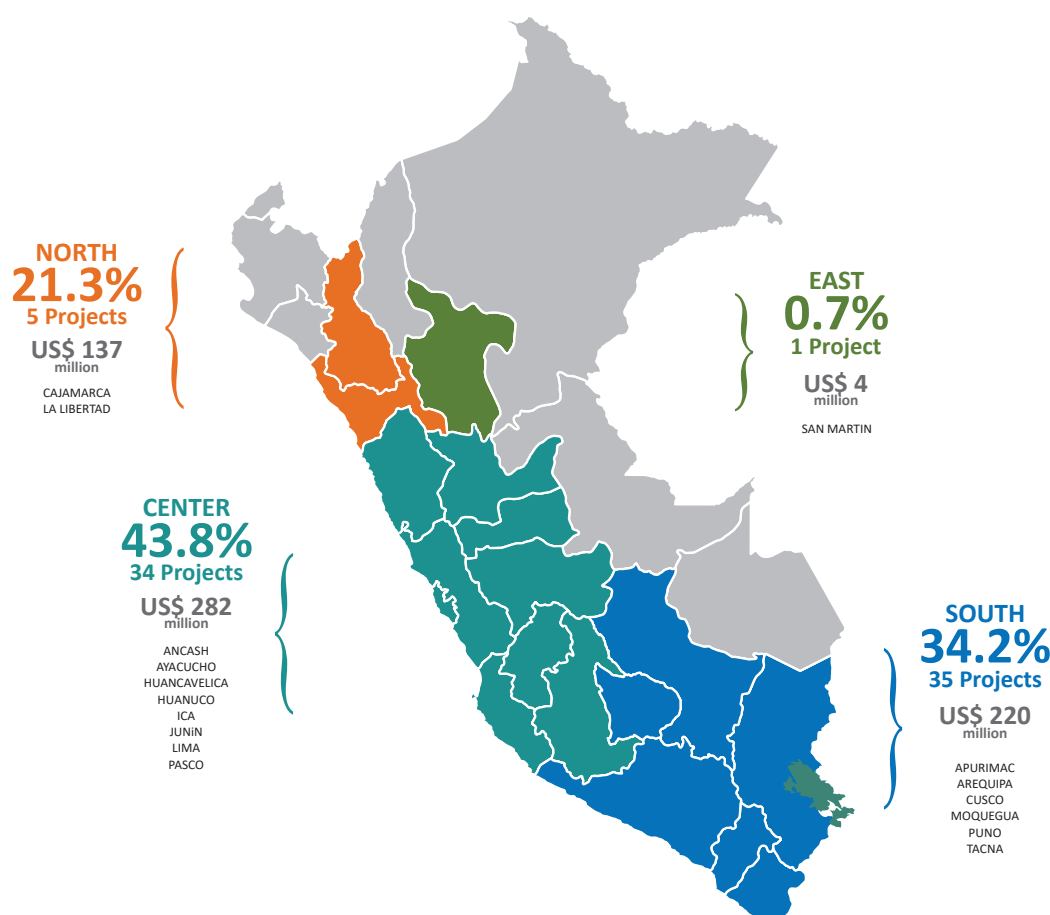 NORTH
21.3%
5 Projects
US$ 137
million
CAJAMARCA
LA LIBERTAD
EAST
0.7%
1 Project
US$ 4
million
SAN MARTIN
CENTER
43.8%
34 Projects
US$ 282
million
ANCASH
AYACUCHO
HUANCAVELICA
HUANUCO
ICA
JUNíN
LIMA
PASCO
SOUTH
34.2%
35 Projects
US$ 220
million
APURIMAC
AREQUIPA
CUSCO
MOQUEGUA
PUNO
TACNA